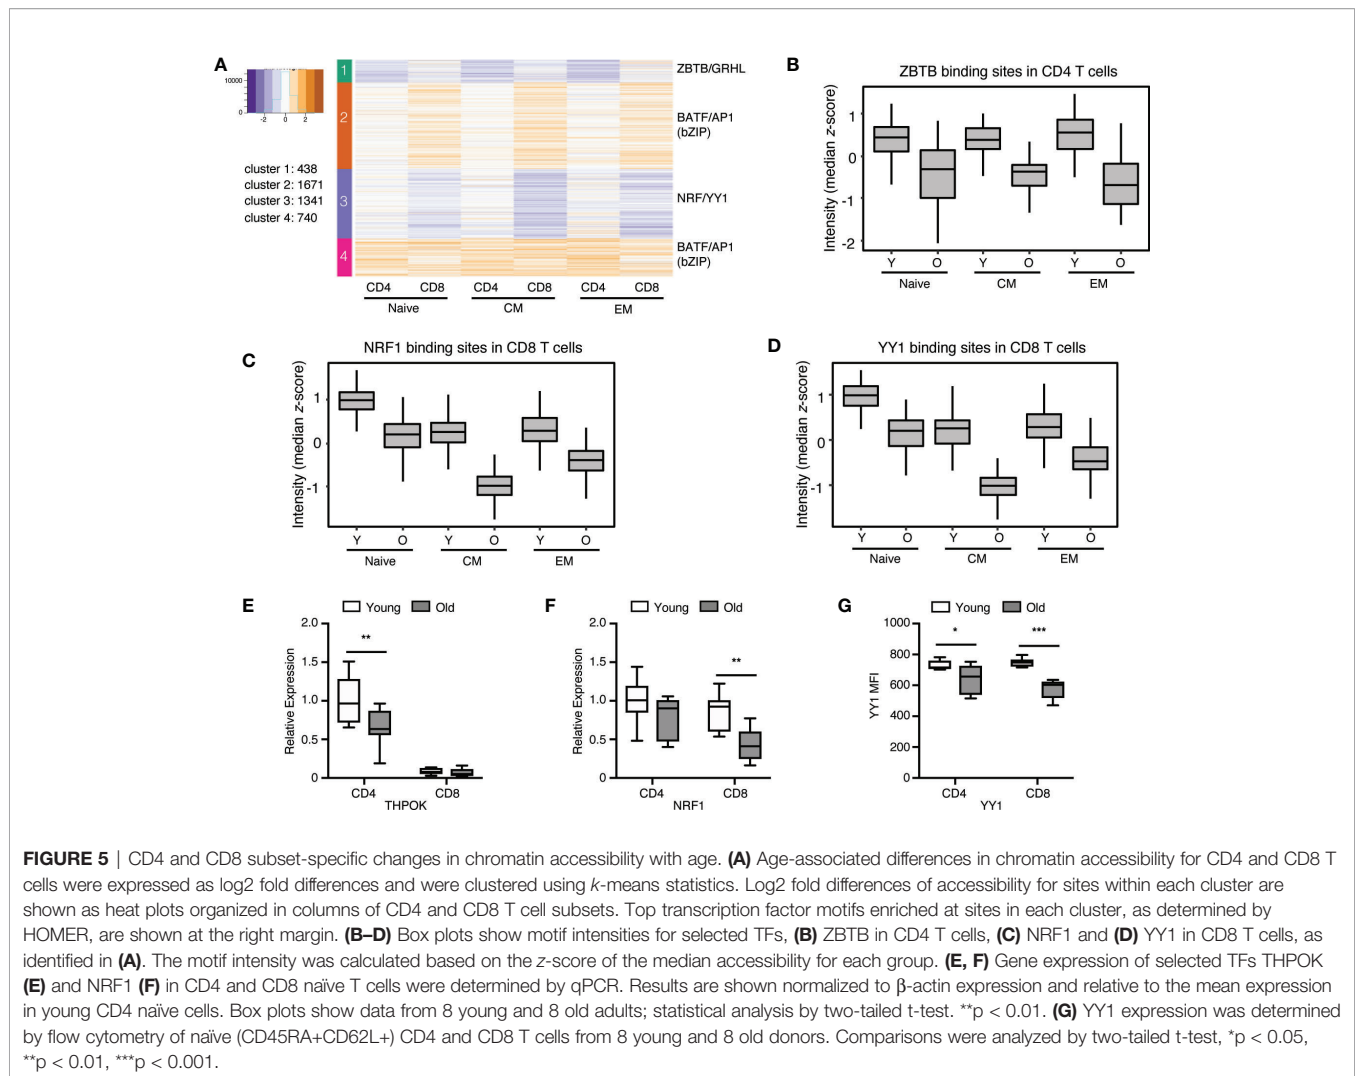 A
10000
0
-2 0 2
cluster 1: 438
cluster 2: 1671
cluster 3: 1341
cluster 4: 740
1
2
3
4
ZBTB/GRHL
BATF/AP1
(bZIP)
NRF/YY1
BATF/AP1
(bZIP)
CD4 CD8 CD4 CD8 CD4 CD8
Naive CM EM
B
ZBTB binding sites in CD4 T cells
Intensity (median z-score)
1
0
-1
-2
Y O Y O Y O
Naive CM EM
C
NRF1 binding sites in CD8 T cells
Intensity (median z-score)
1
0
-1
Y O Y O Y O
Naive CM EM
D
YY1 binding sites in CD8 T cells
Intensity (median z-score)
1
0
-1
Y O Y O Y O
Naive CM EM
E
Young Old
Relative Expression
2.0
1.5
1.0
0.5
0
**
CD4 CD8
THPOK
F
Young Old
Relative Expression
2.0
1.5
1.0
0.5
0
**
CD4 CD8
NRF1
G
Young Old
YY1 MFI
1000
800
600
400
200
0
* ***
CD4 CD8
YY1
FIGURE 5 | CD4 and CD8 subset-specific changes in chromatin accessibility with age. (A) Age-associated differences in chromatin accessibility for CD4 and CD8 T
cells were expressed as log2 fold differences and were clustered using k-means statistics. Log2 fold differences of accessibility for sites within each cluster are
shown as heat plots organized in columns of CD4 and CD8 T cell subsets. Top transcription factor motifs enriched at sites in each cluster, as determined by
HOMER, are shown at the right margin. (B–D) Box plots show motif intensities for selected TFs, (B) ZBTB in CD4 T cells, (C) NRF1 and (D) YY1 in CD8 T cells, as
identified in (A). The motif intensity was calculated based on the z-score of the median accessibility for each group. (E, F) Gene expression of selected TFs THPOK
(E) and NRF1 (F) in CD4 and CD8 naïve T cells were determined by qPCR. Results are shown normalized to β-actin expression and relative to the mean expression
in young CD4 naïve cells. Box plots show data from 8 young and 8 old adults; statistical analysis by two-tailed t-test. **p < 0.01. (G) YY1 expression was determined
by flow cytometry of naïve (CD45RA+CD62L+) CD4 and CD8 T cells from 8 young and 8 old donors. Comparisons were analyzed by two-tailed t-test, *p < 0.05,
**p < 0.01, ***p < 0.001.